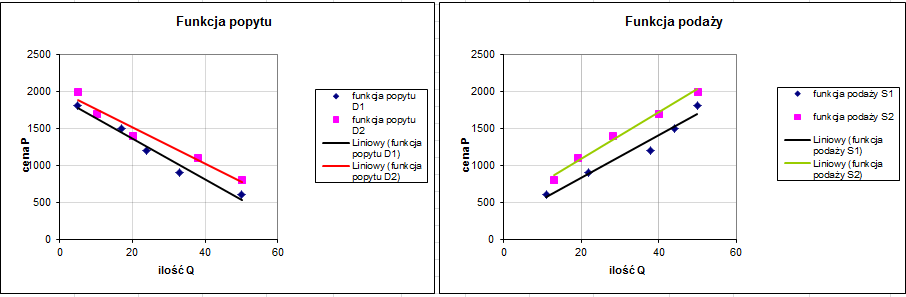 Funkcja popytu
2500
2000
1500
1000
500
0
0
20
40
60
cena P
ilość Q
funkcja popytu
D1
funkcja popytu
D2
Liniowy (funkcja
popytu D1)
Liniowy (funkcja
popytu D2)
Funkcja podaży
2500
2000
1500
1000
500
0
0
20
40
60
cena P
ilość Q
funkcja podaży S1
funkcja podaży S2
Liniowy (funkcja
podaży S1)
Liniowy (funkcja
podaży S2)